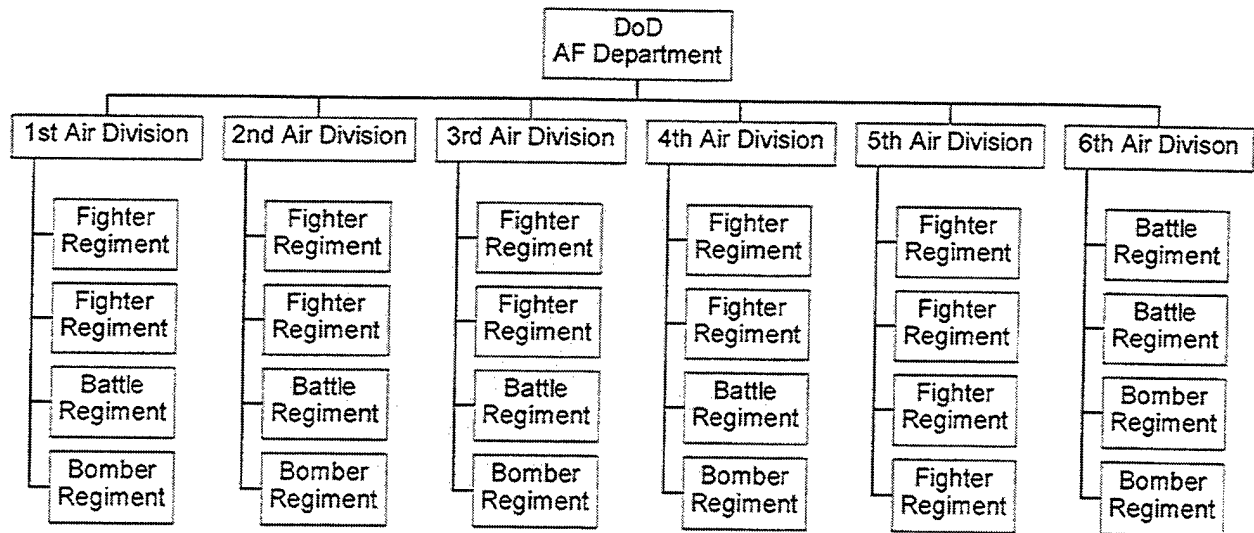 DoD
AF Department
1st Air Division
2nd Air Division
3rd Air Division
4th Air Division
5th Air Division
6th Air Divison
Fighter
Regiment
Fighter
Regiment
Battle
Regiment
Bomber
Regiment
Fighter
Regiment
Fighter
Regiment
Battle
Regiment
Bomber
Regiment
Fighter
Regiment
Fighter
Regiment
Battle
Regiment
Bomber
Regiment
Fighter
Regiment
Fighter
Regiment
Battle
Regiment
Bomber
Regiment
Fighter
Regiment
Fighter
Regiment
Fighter
Regiment
Fighter
Regiment
Battle
Regiment
Battle
Regiment
Bomber
Regiment
Bomber
Regiment